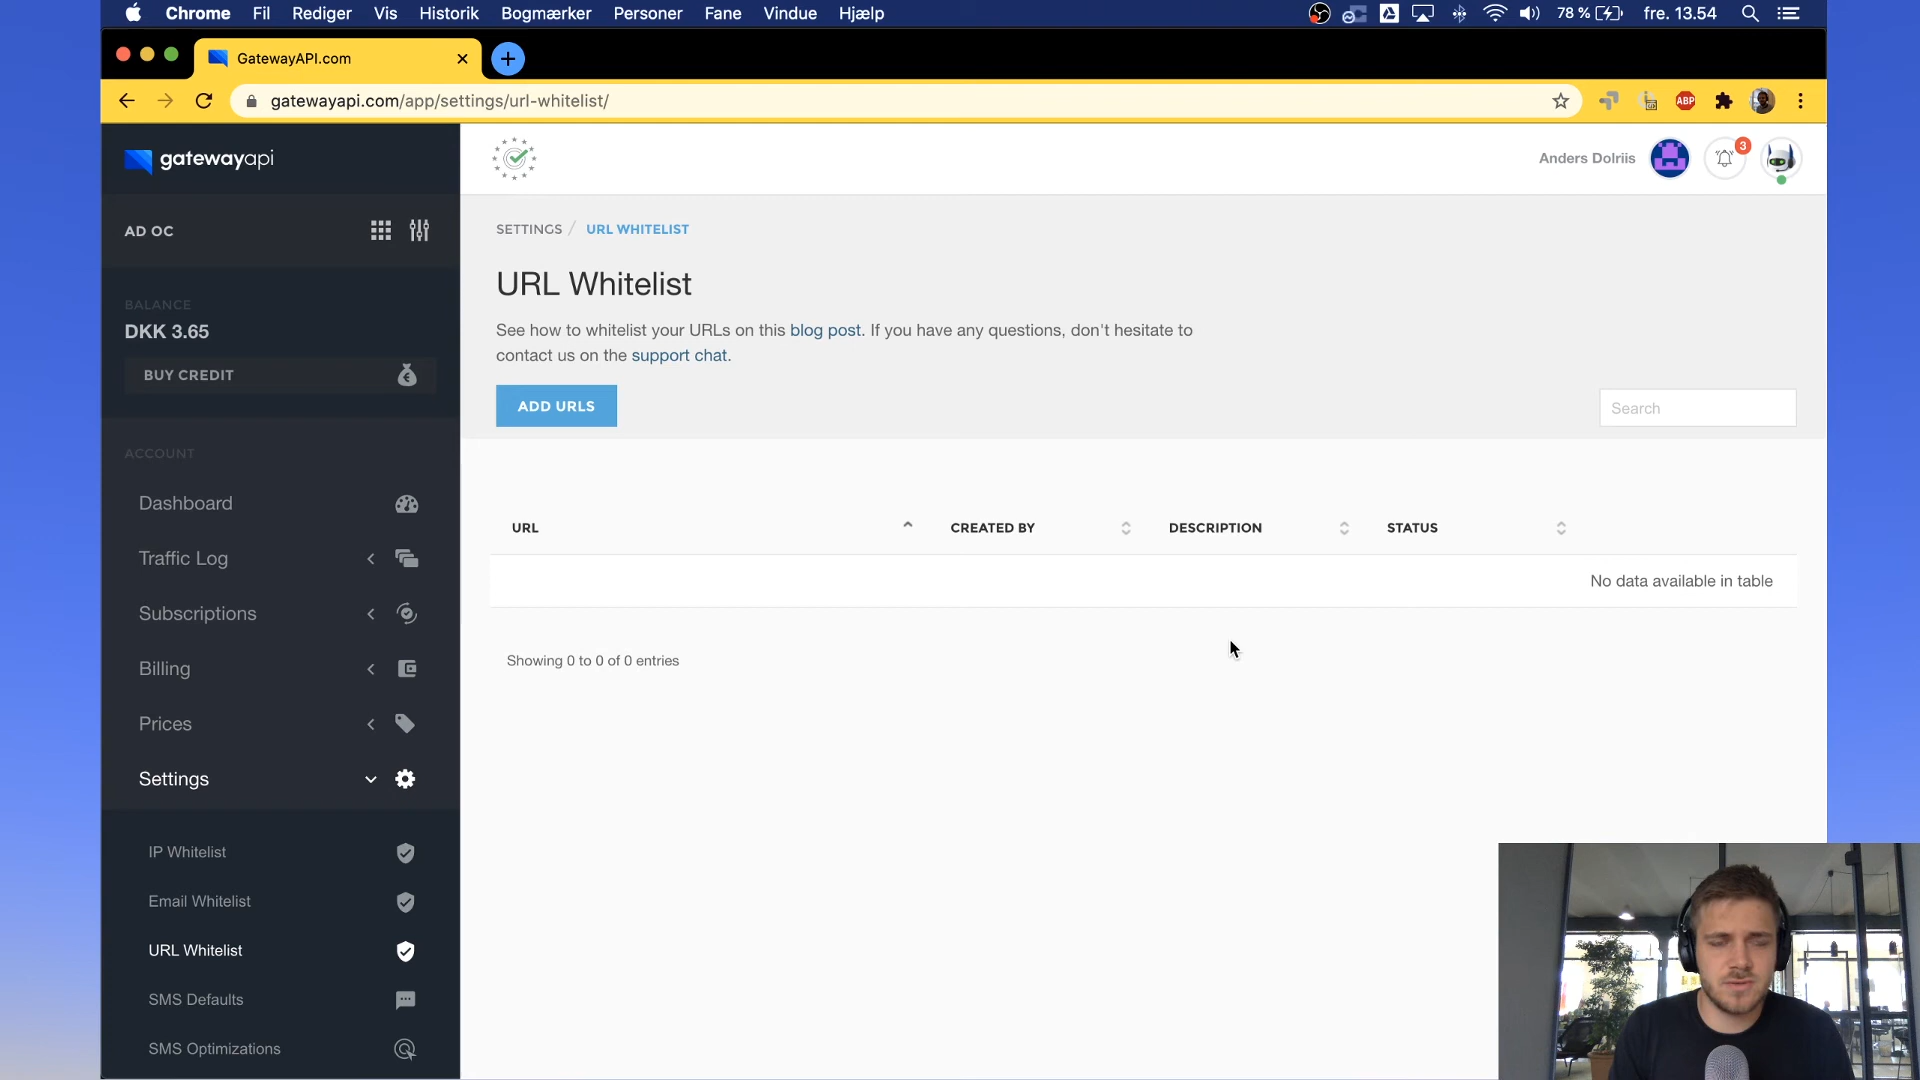 Chrome Fil Rediger Vis Historik Bogmærker Personer Fane Vindue Hjælp 78 % fre. 13.54
GatewayAPI.com
gatewayapi.com/app/settings/url-whitelist/
ABP
gatewayapi
Anders Dolriis
3
AD OC
SETTINGS / URL WHITELIST
URL Whitelist
BALANCE
DKK 3.65
See how to whitelist your URLs on this blog post. If you have any questions, don't hesitate to
contact us on the support chat.
BUY CREDIT
ADD URLS
Search
ACCOUNT
Dashboard
URL CREATED BY DESCRIPTION STATUS
Traffic Log
No data available in table
Subscriptions
Showing 0 to 0 of 0 entries
Billing
Prices
Settings
IP Whitelist
Email Whitelist
URL Whitelist
SMS Defaults
SMS Optimizations